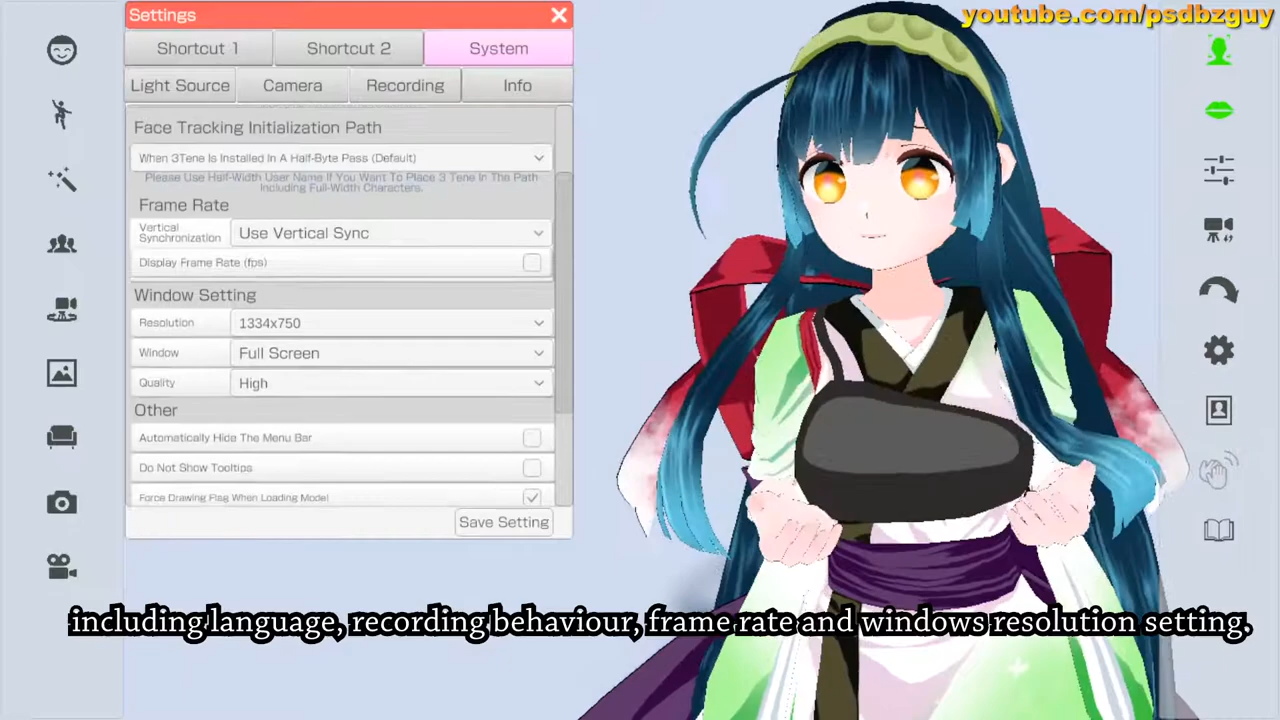 youtube.com/psdbzguy
Settings
Shortcut 1
Shortcut 2
System
Light Source
Camera
Recording
Info
Face Tracking Initialization Path
When 3Tene Is Installed In A Half-Byte Pass (Default)
Please Use Half-Width User Name If You Want To Place 3 Tene In The Path
Including Full-Width Characters.
Frame Rate
Vertical
Synchronization
Use Vertical Sync
Display Frame Rate (fps)
Window Setting
Resolution
1334x750
Window
Full Screen
Quality
High
Other
Automatically Hide The Menu Bar
Do Not Show Tooltips
Force Drawing Flag When Loading Model
Save Setting
including language, recording behaviour, frame rate and windows resolution setting.